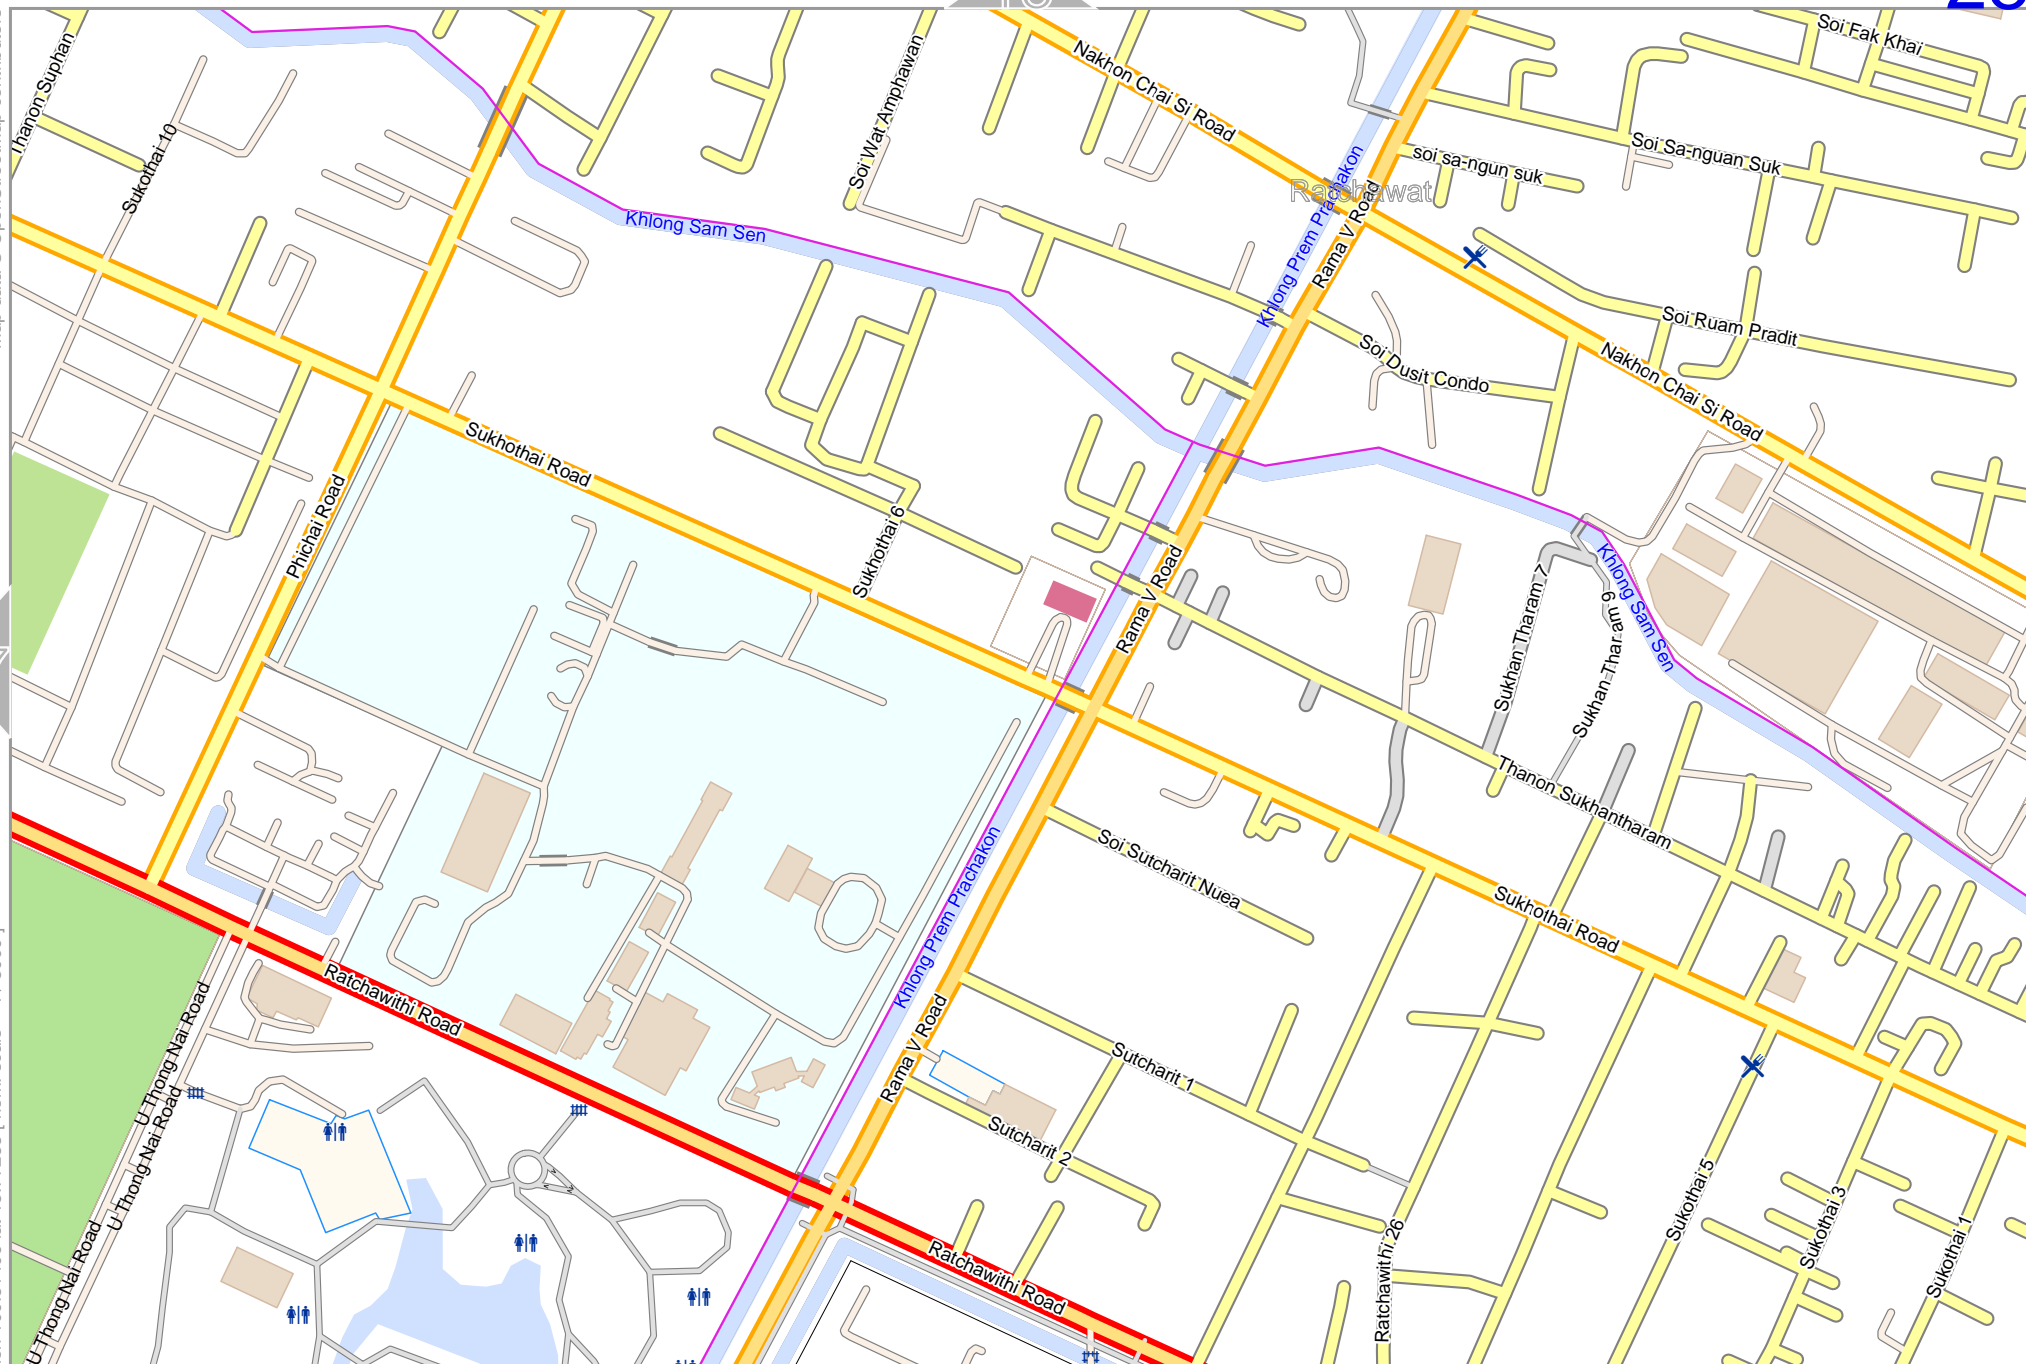 Soi Fak Khai
Thanon Suphan
Nakhon Chai Si Road
Soi Wat Amphawan
Sukothai 10
Soi Sa-nguan Suk
soi sa-ngun suk
Ratchawat
Khlong Prem Prachakon
Rama V Road
Khlong Sam Sen
Soi Ruam Pradit
Soi Dusit Condo
Nakhon Chai Si Road
Sukhothai Road
Phichai Road
Sukhothai 6
Rama V Road
Khlong Sam Sen
Sukhan Tharam 7
Sukhan Thar am 9
Thanon Sukhantharam
Soi Sutcharit Nuea
Khlong Prem Prachakon
Sukhothai Road
Ratchawithi Road
U Thong Nai Road
Rama V Road
Sutcharit 1
Sutcharit 2
U Thong Nai Road
U Thong Nai Road
Ratchawithi Road
Ratchawithi 26
Sukothai 5
Sukothai 3
Sukothai 1